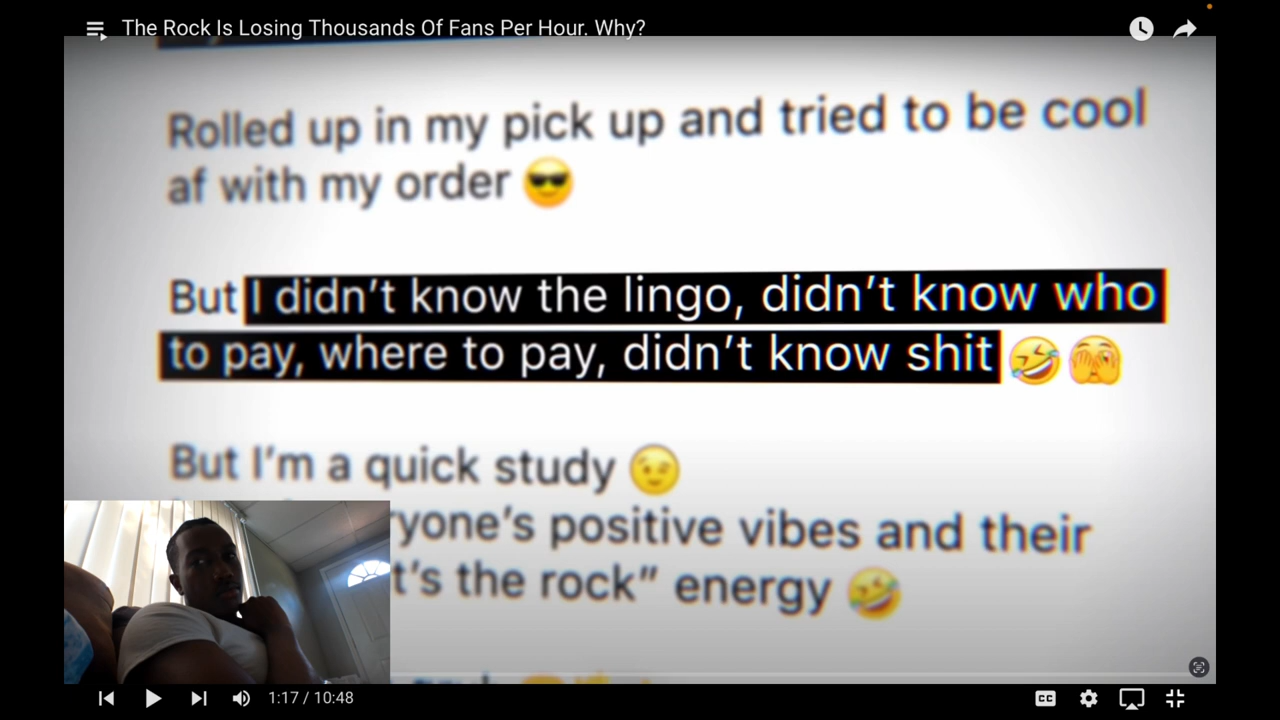 The Rock Is Losing Thousands Of Fans Per Hour. Why?
Rolled up in my pick up and tried to be cool
af with my order 😎
But I didn’t know the lingo, didn’t know who
to pay, where to pay, didn’t know shit 🤣 🫣
But I’m a quick study 😉
ryone’s positive vibes and their
t’s the rock” energy 🤣
1:17 / 10:48
CC